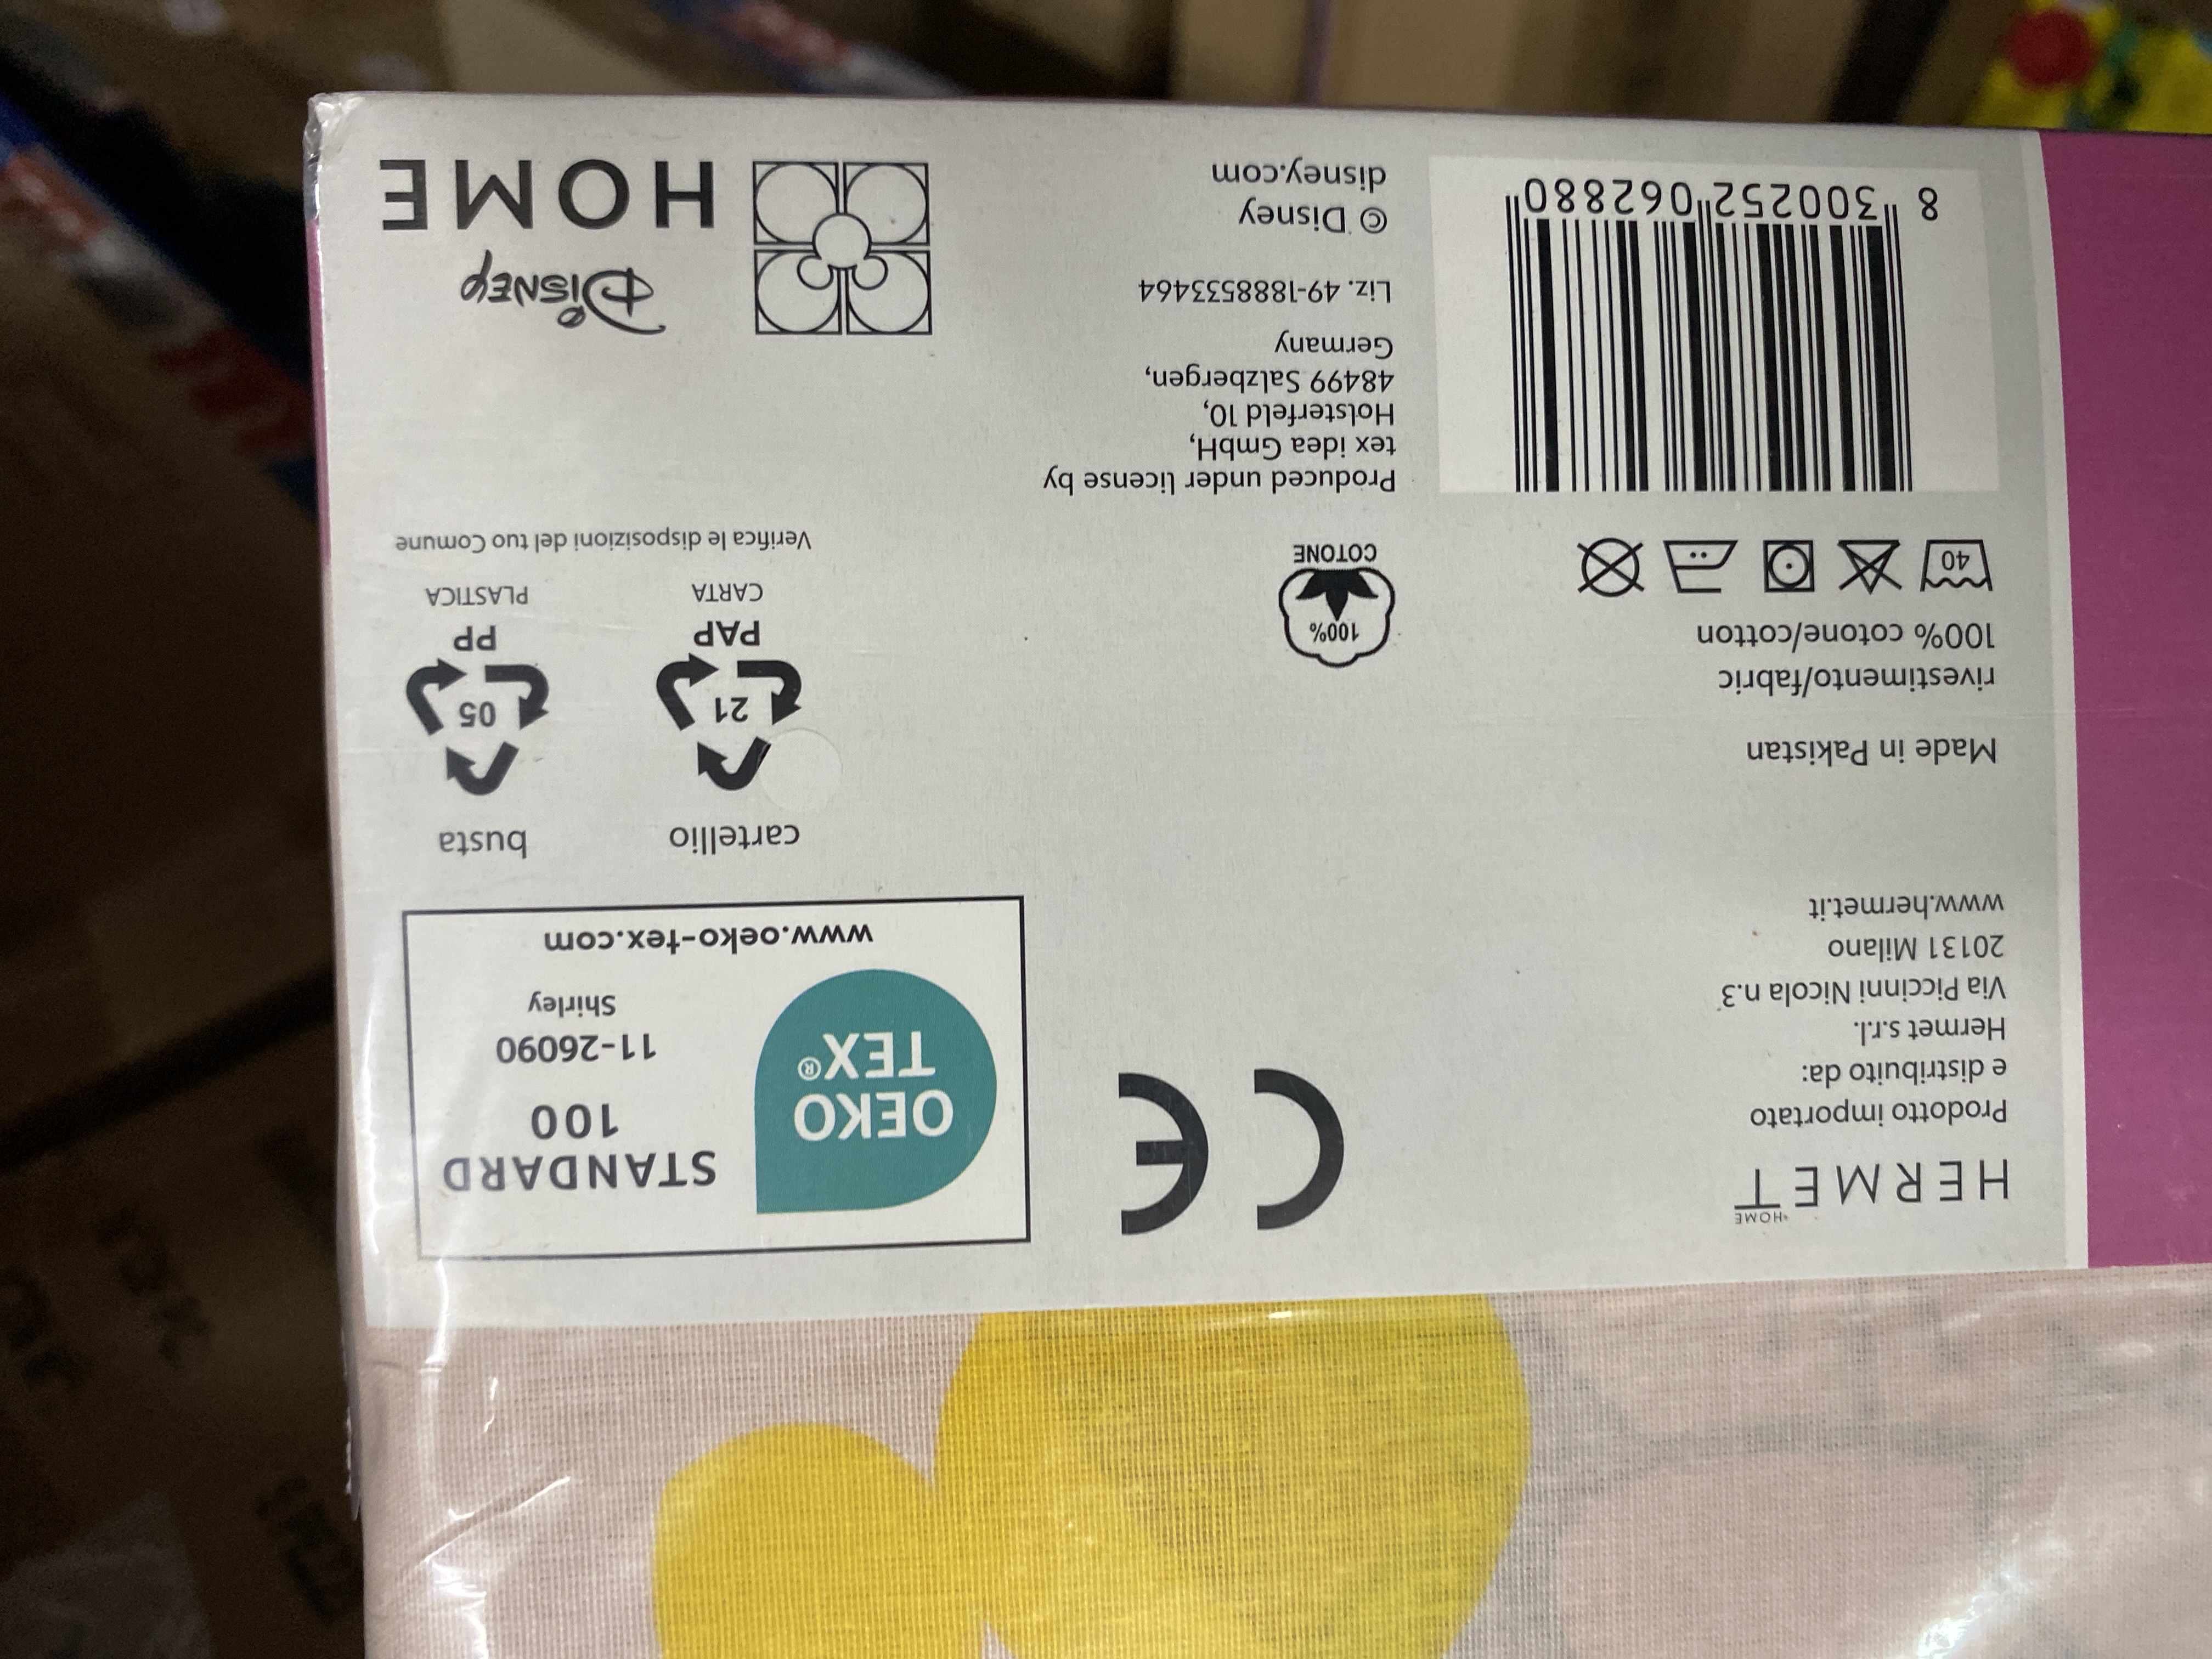 HERMET
HOME
Prodotto importato
e distribuito da:
Hermet s.r.l.
Via Piccinni Nicola n.3
20131 Milano
www.hermet.it
CE
OEKO
TEX®
STANDARD
100
11-26090
Shirley
www.oeko-tex.com
Made in Pakistan
rivestimento/fabric
100% cotone/cotton
40
100%
COTONE
cartellio
21
PAP
CARTA
busta
05
PP
PLASTICA
Verifica le disposizioni del tuo Comune
8 300252 062880
Produced under license by
tex idea GmbH,
Holsterfeld 10,
48499 Salzbergen,
Germany
Liz. 49-1888533464
© Disney
disney.com
Disney
HOME